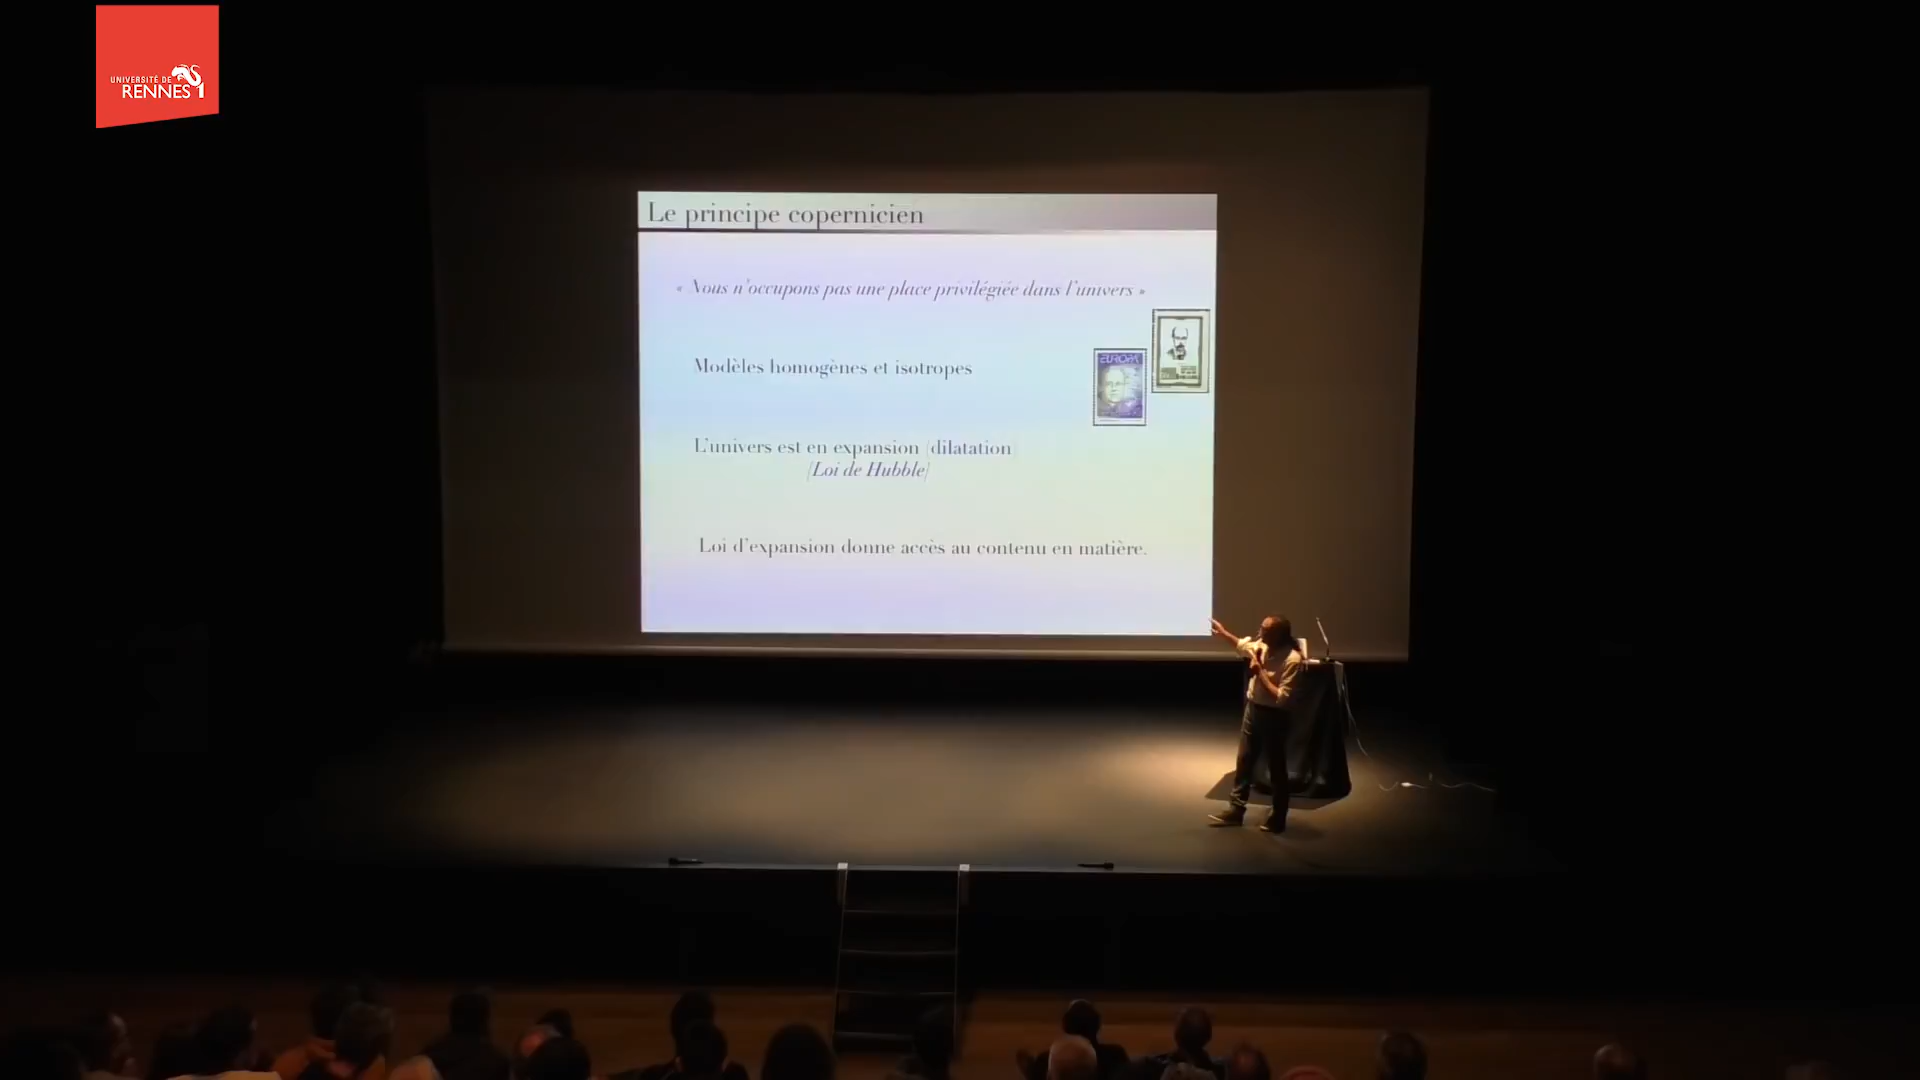 UNIVERSITÉ DE
RENNES 1
Le principe copernicien
« Nous n'occupons pas une place privilégiée dans l'univers »
Modèles homogènes et isotropes
EUROPA
L'univers est en expansion (dilatation)
(Loi de Hubble)
Loi d'expansion donne accès au contenu en matière.